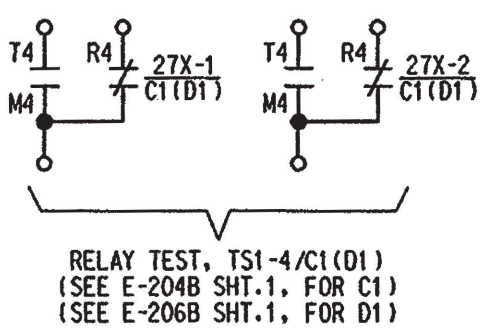 T4 R4 27X-1 T4 R4 27X-2
M4 C1(D1) M4 C1(D1)
RELAY TEST, TS1-4/C1(D1)
(SEE E-204B SHT.1, FOR C1)
(SEE E-206B SHT.1, FOR D1)